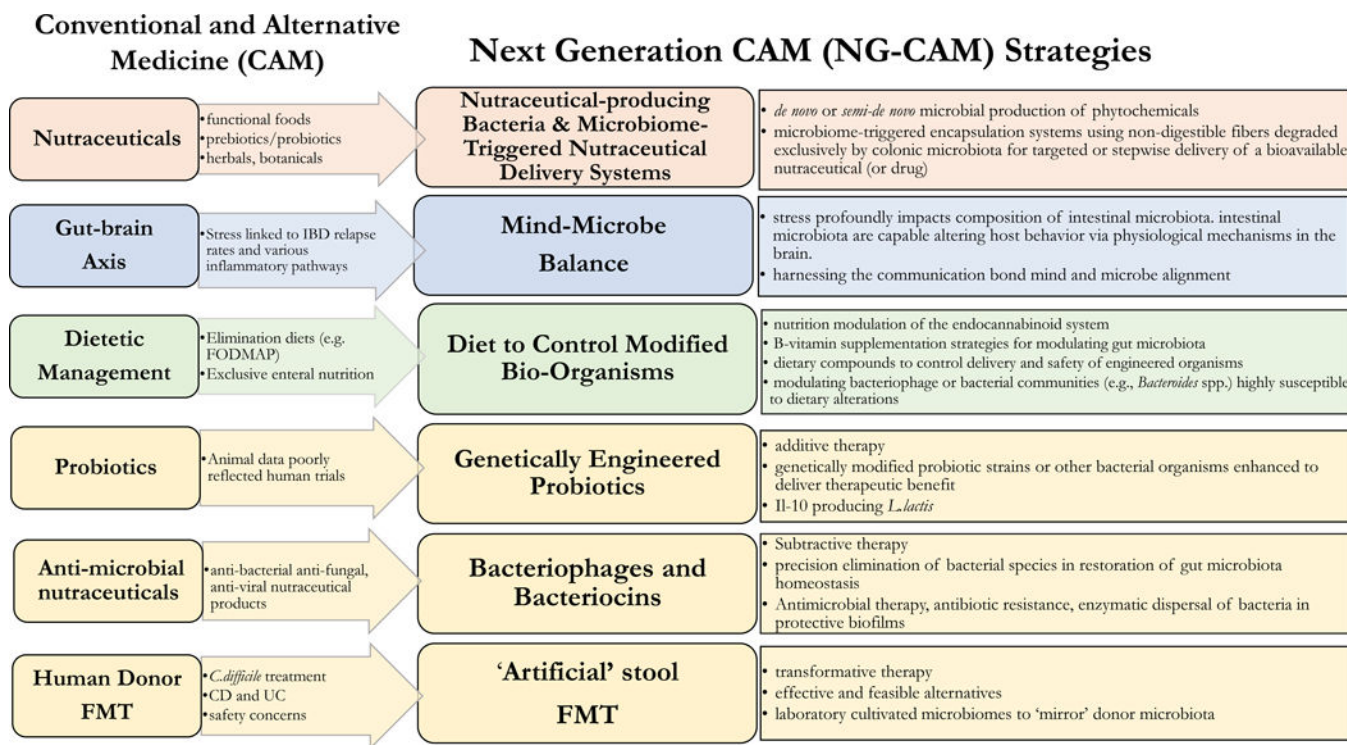 Conventional and Alternative
Medicine (CAM)
Next Generation CAM (NG-CAM) Strategies
Nutraceuticals
•functional foods
•prebiotics/probiotics
•herbals, botanicals
Nutraceutical-producing
Bacteria & Microbiome-
Triggered Nutraceutical
Delivery Systems
• de novo or semi-de novo microbial production of phytochemicals
• microbiome-triggered encapsulation systems using non-digestible fibers degraded
exclusively by colonic microbiota for targeted or stepwise delivery of a bioavailable
nutraceutical (or drug)
Gut-brain
Axis
•Stress linked to IBD relapse
rates and various
inflammatory pathways
Mind-Microbe
Balance
• stress profoundly impacts composition of intestinal microbiota. intestinal
microbiota are capable altering host behavior via physiological mechanisms in the
brain.
• harnessing the communication bond mind and microbe alignment
Dietetic
Management
•Elimination diets (e.g.
FODMAP)
•Exclusive enteral nutrition
Diet to Control Modified
Bio-Organisms
• nutrition modulation of the endocannabinoid system
• B-vitamin supplementation strategies for modulating gut microbiota
• dietary compounds to control delivery and safety of engineered organisms
• modulating bacteriophage or bacterial communities (e.g., Bacteroides spp.) highly susceptible
to dietary alterations
Probiotics
•Animal data poorly
reflected human trials
Genetically Engineered
Probiotics
• additive therapy
• genetically modified probiotic strains or other bacterial organisms enhanced to
deliver therapeutic benefit
• Il-10 producing L.lactis
Anti-microbial
nutraceuticals
•anti-bacterial anti-fungal,
anti-viral nutraceutical
products
Bacteriophages and
Bacteriocins
• Subtractive therapy
• precision elimination of bacterial species in restoration of gut microbiota
homeostasis
• Antimicrobial therapy, antibiotic resistance, enzymatic dispersal of bacteria in
protective biofilms
Human Donor
FMT
•C.difficile treatment
•CD and UC
•safety concerns
‘Artificial’ stool
FMT
• transformative therapy
• effective and feasible alternatives
• laboratory cultivated microbiomes to ‘mirror’ donor microbiota